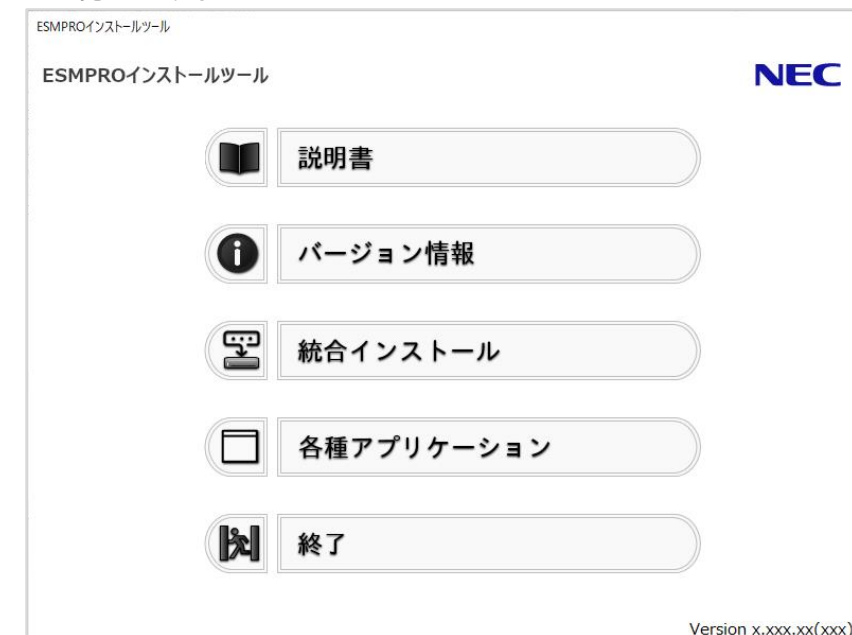 ESMPROインストールツール
ESMPROインストールツール
NEC
説明書
バージョン情報
統合インストール
各種アプリケーション
終了
Version x.xxx.xx(xxx)